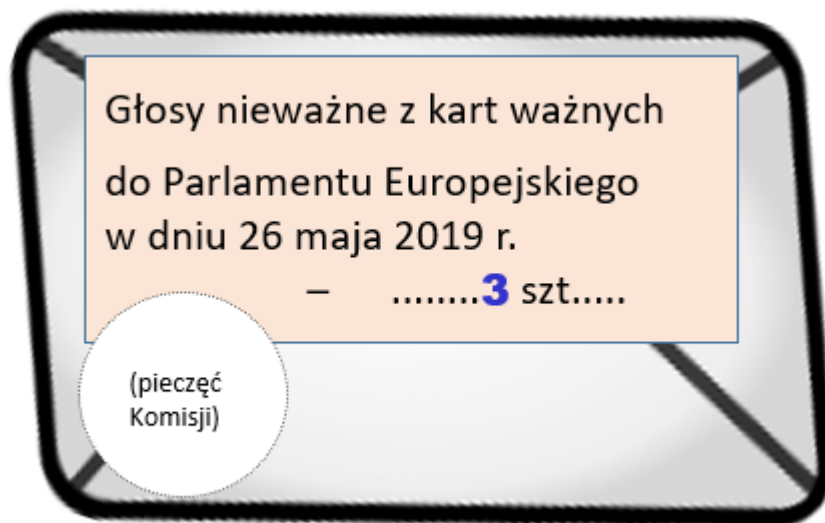 Głosy nieważne z kart ważnych
do Parlamentu Europejskiego
w dniu 26 maja 2019 r.
– ........3 szt.....
(pieczęć
Komisji)